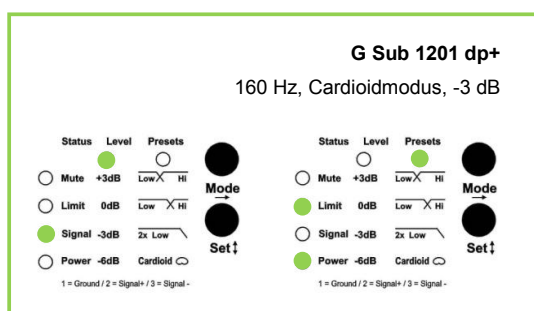 G Sub 1201 dp+
160 Hz, Cardioidmodus, -3 dB
Status Level Presets
Mute +3dB Low Hi
Mode
Limit 0dB Low Hi
Signal -3dB 2x Low
Set
Power -6dB Cardioid
1 = Ground / 2 = Signal+ / 3 = Signal -
Status Level Presets
Mute +3dB Low Hi
Mode
Limit 0dB Low Hi
Signal -3dB 2x Low
Set
Power -6dB Cardioid
1 = Ground / 2 = Signal+ / 3 = Signal -